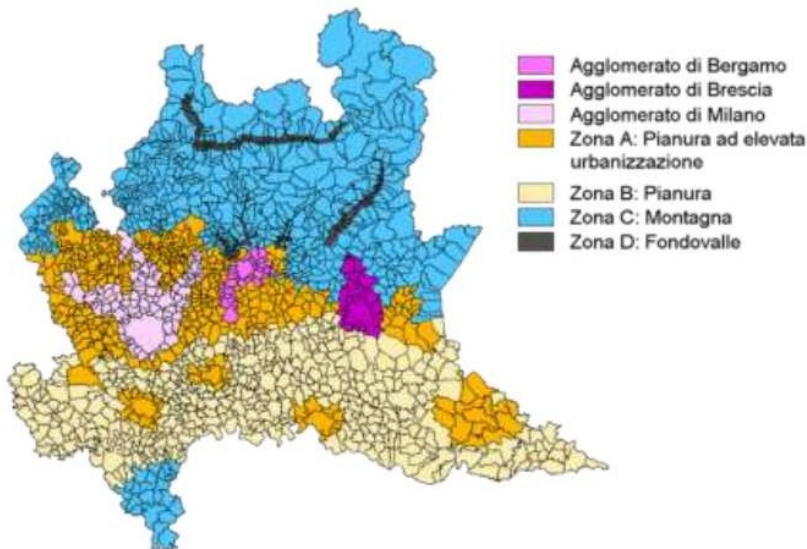 Agglomerato di Bergamo
Agglomerato di Brescia
Agglomerato di Milano
Zona A: Pianura ad elevata
urbanizzazione
Zona B: Pianura
Zona C: Montagna
Zona D: Fondovalle